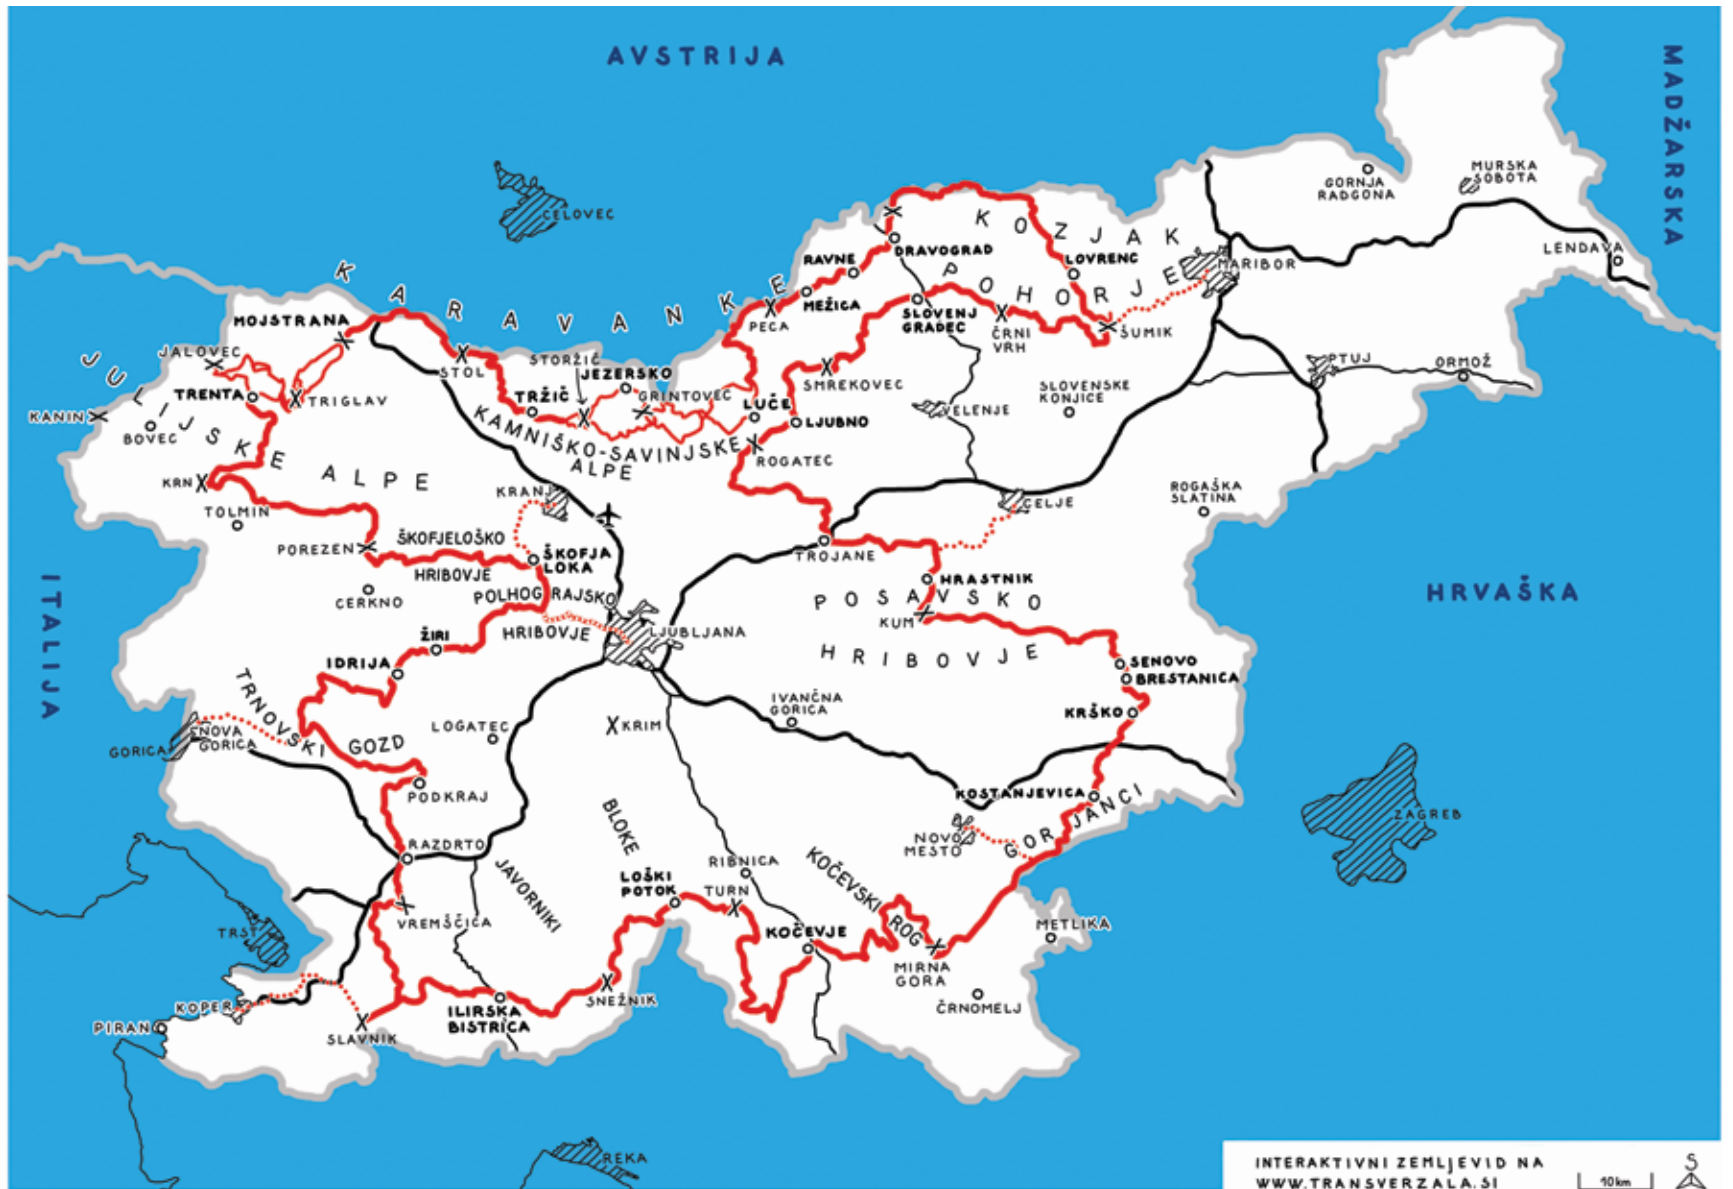 AVSTRIJA
MADŽARSKA
MURSKA
SOBOTA
GORNJA
RADGONA
CELOVEC
KOZJAK
LENDAVA
DRAVOGRAD
RAVNE
LOVRENC
MARIBOR
POHORJE
KARAVANKE
MEŽICA
PECA
SLOVENJ
GRADEC
ČRNI
VRH
ŠUMIK
MOJSTRANA
JALOVEC
STORŽIČ
STOL
JEZERSKO
SMREKOVEC
PTUJ
ORMOŽ
TRENTA
TRIGLAV
TRŽIČ
GRINTOVEC
LUČE
LJUBNO
VELENJE
SLOVENSKE
KONJICE
KANIN
BOVEC
JULIJSKE ALPE
KAMNIŠKO-SAVINJSKE
ALPE
ROGATEC
KRN
KRANJ
CELJE
ROGAŠKA
SLATINA
TOLMIN
POREZEN
ŠKOFJELOŠKO
HRIBOVJE
ŠKOFJA
LOKA
TROJANE
HRASTNIK
ITALIJA
HRVAŠKA
CERKNO
POLHOGRAJSKO
HRIBOVJE
POSAVSKO
HRIBOVJE
KUM
LJUBLJANA
ŽIRI
IDRIJA
SENOVO
BRESTANICA
TRNOVSKI GOZD
LOGATEC
KRIM
IVANČNA
GORICA
KRŠKO
NOVA
GORICA
GORICA
PODKRAJ
KOSTANJEVICA
GORJANCI
ZAGREB
BLOKE
NOVO
MESTO
RAZDRTO
JAVORNIKI
RIBNICA
LOŠKI
POTOK
TURN
KOČEVSKI ROG
VREMŠČICA
TRST
KOČEVJE
METLIKA
MIRNA
GORA
ČRNOMELJ
KOPER
SNEŽNIK
ILIRSKA
BISTRICA
PIRAN
SLAVNIK
REKA
INTERAKTIVNI ZEMLJEVID NA
WWW.TRANSVERZALA.SI
10 km
S